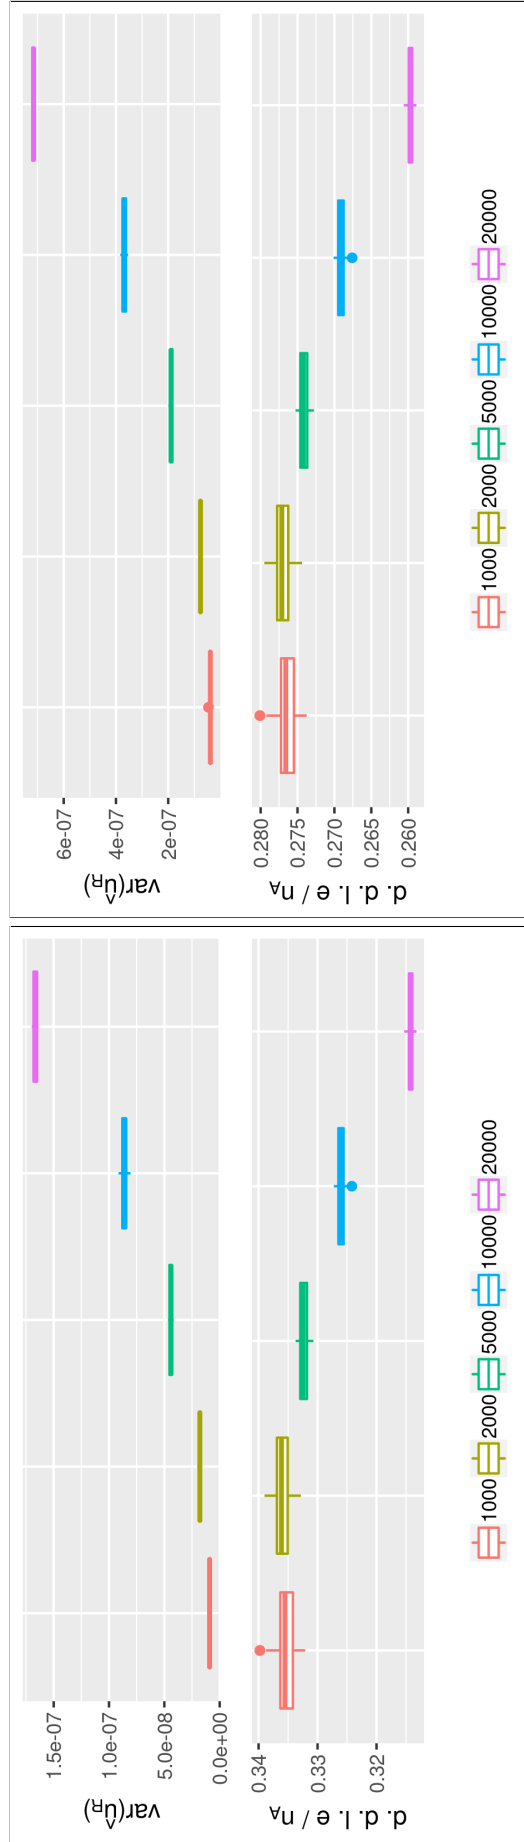 var(û_R)
1.5e-07
1.0e-07
5.0e-08
0.0e+00
d. d. l. e / n_A
0.34
0.33
0.32
1000 2000 5000 10000 20000
var(û_R)
6e-07
4e-07
2e-07
d. d. l. e / n_A
0.280
0.275
0.270
0.265
0.260
1000 2000 5000 10000 20000